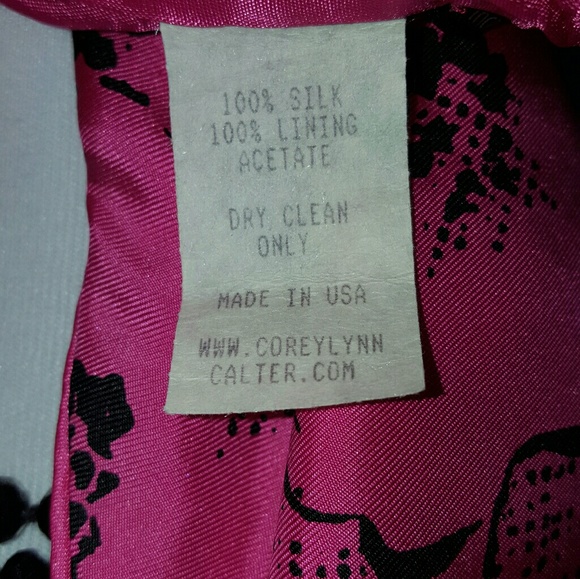 100% SILK
100% LINING
ACETATE
DRY CLEAN
ONLY
MADE IN USA
WWW.COREYLYNN
CALTER.COM